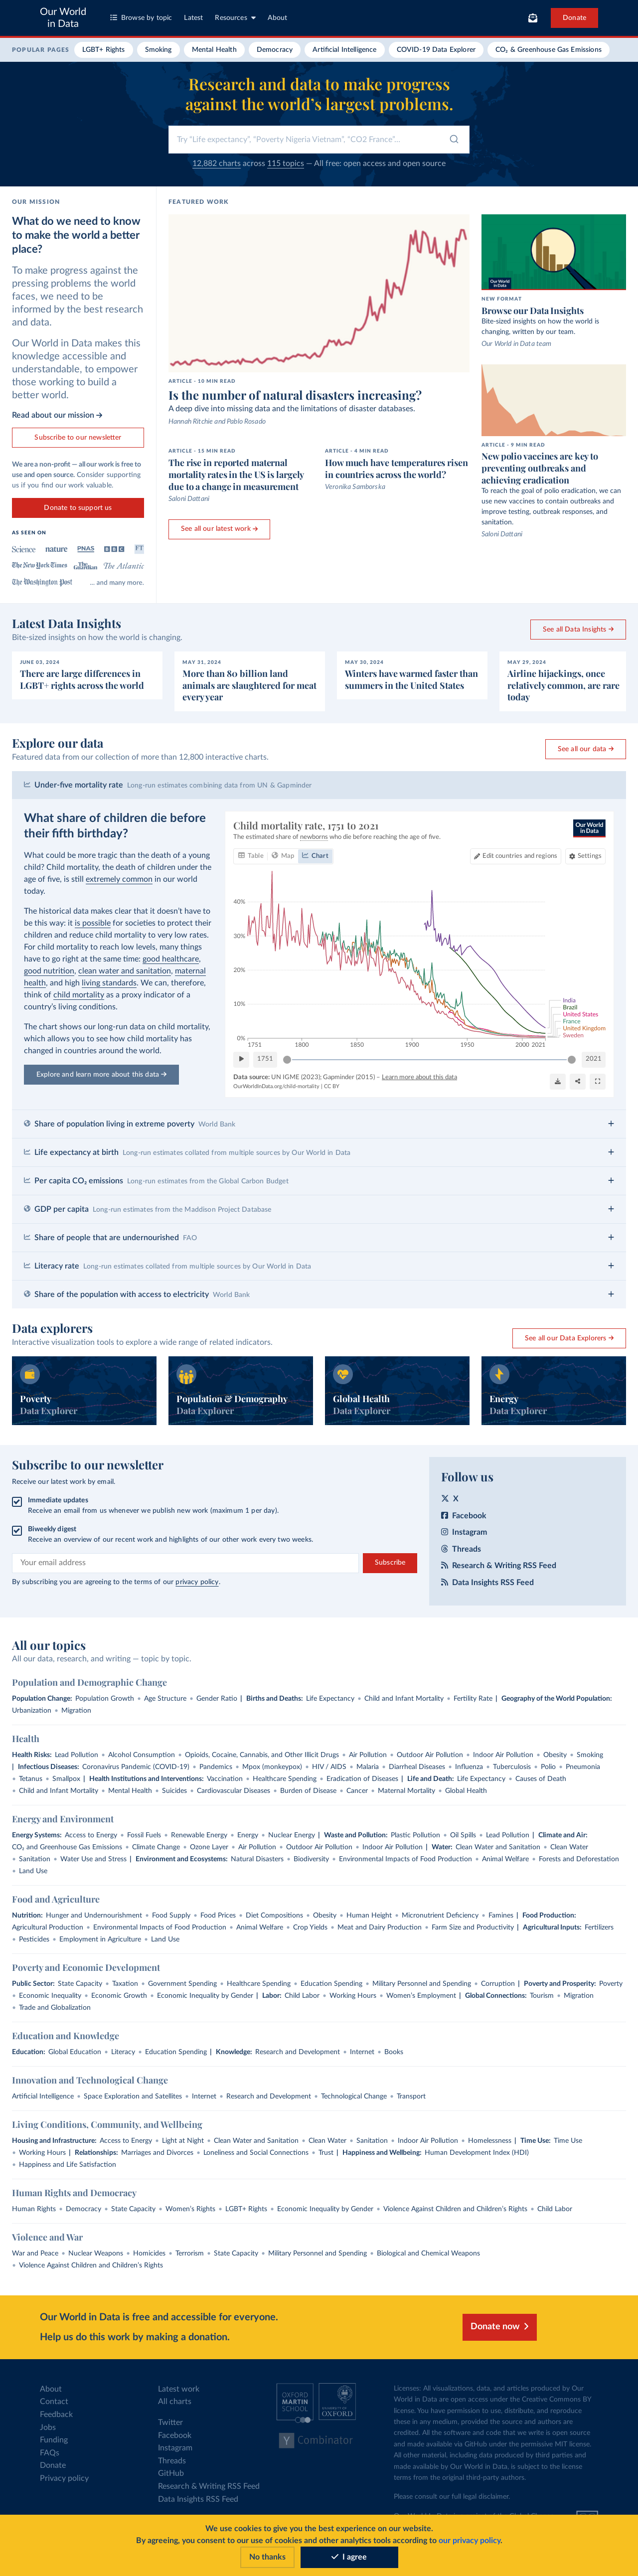 Our World
in Data
Browse by topic
Latest
Resources
About
Donate
POPULAR PAGES
LGBT+ Rights
Smoking
Mental Health
Democracy
Artificial Intelligence
COVID-19 Data Explorer
CO₂ & Greenhouse Gas Emissions
Research and data to make progress
against the world’s largest problems.
Try "Life expectancy", "Poverty Nigeria Vietnam", "CO2 France"...
12,882 charts across 115 topics — All free: open access and open source
OUR MISSION
What do we need to know
to make the world a better
place?
To make progress against the
pressing problems the world
faces, we need to be
informed by the best research
and data.
Our World in Data makes this
knowledge accessible and
understandable, to empower
those working to build a
better world.
Read about our mission →
Subscribe to our newsletter
We are a non-profit — all our work is free to
use and open source. Consider supporting
us if you find our work valuable.
Donate to support us
AS SEEN ON
Science
nature
PNAS
BBC
FT
The New York Times
The Guardian
The Atlantic
The Washington Post
... and many more.
FEATURED WORK
ARTICLE - 10 MIN READ
Is the number of natural disasters increasing?
A deep dive into missing data and the limitations of disaster databases.
Hannah Ritchie and Pablo Rosado
ARTICLE - 15 MIN READ
The rise in reported maternal
mortality rates in the US is largely
due to a change in measurement
Saloni Dattani
ARTICLE - 4 MIN READ
How much have temperatures risen
in countries across the world?
Veronika Samborska
See all our latest work →
Our World
in Data
NEW FORMAT
Browse our Data Insights
Bite-sized insights on how the world is
changing, written by our team.
Our World in Data team
ARTICLE - 9 MIN READ
New polio vaccines are key to
preventing outbreaks and
achieving eradication
To reach the goal of polio eradication, we can
use new vaccines to contain outbreaks and
improve testing, outbreak responses, and
sanitation.
Saloni Dattani
Latest Data Insights
Bite-sized insights on how the world is changing.
See all Data Insights →
JUNE 03, 2024
There are large differences in
LGBT+ rights across the world
MAY 31, 2024
More than 80 billion land
animals are slaughtered for meat
every year
MAY 30, 2024
Winters have warmed faster than
summers in the United States
MAY 29, 2024
Airline hijackings, once
relatively common, are rare
today
Explore our data
Featured data from our collection of more than 12,800 interactive charts.
See all our data →
Under-five mortality rate Long-run estimates combining data from UN & Gapminder
What share of children die before
their fifth birthday?
What could be more tragic than the death of a young
child? Child mortality, the death of children under the
age of five, is still extremely common in our world
today.
The historical data makes clear that it doesn’t have to
be this way: it is possible for societies to protect their
children and reduce child mortality to very low rates.
For child mortality to reach low levels, many things
have to go right at the same time: good healthcare,
good nutrition, clean water and sanitation, maternal
health, and high living standards. We can, therefore,
think of child mortality as a proxy indicator of a
country’s living conditions.
The chart shows our long-run data on child mortality,
which allows you to see how child mortality has
changed in countries around the world.
Explore and learn more about this data →
Child mortality rate, 1751 to 2021
The estimated share of newborns who die before reaching the age of five.
Our World
in Data
Table
Map
Chart
Edit countries and regions
Settings
40%
30%
20%
10%
0%
1751
1800
1850
1900
1950
2000
2021
India
Brazil
United States
France
United Kingdom
Sweden
1751
2021
Data source: UN IGME (2023); Gapminder (2015) – Learn more about this data
OurWorldInData.org/child-mortality | CC BY
Share of population living in extreme poverty World Bank
Life expectancy at birth Long-run estimates collated from multiple sources by Our World in Data
Per capita CO₂ emissions Long-run estimates from the Global Carbon Budget
GDP per capita Long-run estimates from the Maddison Project Database
Share of people that are undernourished FAO
Literacy rate Long-run estimates collated from multiple sources by Our World in Data
Share of the population with access to electricity World Bank
Data explorers
Interactive visualization tools to explore a wide range of related indicators.
See all our Data Explorers →
Poverty
Data Explorer
Population & Demography
Data Explorer
Global Health
Data Explorer
Energy
Data Explorer
Subscribe to our newsletter
Receive our latest work by email.
Immediate updates
Receive an email from us whenever we publish new work (maximum 1 per day).
Biweekly digest
Receive an overview of our recent work and highlights of our other work every two weeks.
Your email address
Subscribe
By subscribing you are agreeing to the terms of our privacy policy.
Follow us
X
Facebook
Instagram
Threads
Research & Writing RSS Feed
Data Insights RSS Feed
All our topics
All our data, research, and writing — topic by topic.
Population and Demographic Change
Population Change: Population Growth • Age Structure • Gender Ratio | Births and Deaths: Life Expectancy • Child and Infant Mortality • Fertility Rate | Geography of the World Population:
Urbanization • Migration
Health
Health Risks: Lead Pollution • Alcohol Consumption • Opioids, Cocaine, Cannabis, and Other Illicit Drugs • Air Pollution • Outdoor Air Pollution • Indoor Air Pollution • Obesity • Smoking
| Infectious Diseases: Coronavirus Pandemic (COVID-19) • Pandemics • Mpox (monkeypox) • HIV / AIDS • Malaria • Diarrheal Diseases • Influenza • Tuberculosis • Polio • Pneumonia
• Tetanus • Smallpox | Health Institutions and Interventions: Vaccination • Healthcare Spending • Eradication of Diseases | Life and Death: Life Expectancy • Causes of Death
• Child and Infant Mortality • Mental Health • Suicides • Cardiovascular Diseases • Burden of Disease • Cancer • Maternal Mortality • Global Health
Energy and Environment
Energy Systems: Access to Energy • Fossil Fuels • Renewable Energy • Energy • Nuclear Energy | Waste and Pollution: Plastic Pollution • Oil Spills • Lead Pollution | Climate and Air:
CO₂ and Greenhouse Gas Emissions • Climate Change • Ozone Layer • Air Pollution • Outdoor Air Pollution • Indoor Air Pollution | Water: Clean Water and Sanitation • Clean Water
• Sanitation • Water Use and Stress | Environment and Ecosystems: Natural Disasters • Biodiversity • Environmental Impacts of Food Production • Animal Welfare • Forests and Deforestation
• Land Use
Food and Agriculture
Nutrition: Hunger and Undernourishment • Food Supply • Food Prices • Diet Compositions • Obesity • Human Height • Micronutrient Deficiency • Famines | Food Production:
Agricultural Production • Environmental Impacts of Food Production • Animal Welfare • Crop Yields • Meat and Dairy Production • Farm Size and Productivity | Agricultural Inputs: Fertilizers
• Pesticides • Employment in Agriculture • Land Use
Poverty and Economic Development
Public Sector: State Capacity • Taxation • Government Spending • Healthcare Spending • Education Spending • Military Personnel and Spending • Corruption | Poverty and Prosperity: Poverty
• Economic Inequality • Economic Growth • Economic Inequality by Gender | Labor: Child Labor • Working Hours • Women’s Employment | Global Connections: Tourism • Migration
• Trade and Globalization
Education and Knowledge
Education: Global Education • Literacy • Education Spending | Knowledge: Research and Development • Internet • Books
Innovation and Technological Change
Artificial Intelligence • Space Exploration and Satellites • Internet • Research and Development • Technological Change • Transport
Living Conditions, Community, and Wellbeing
Housing and Infrastructure: Access to Energy • Light at Night • Clean Water and Sanitation • Clean Water • Sanitation • Indoor Air Pollution • Homelessness | Time Use: Time Use
• Working Hours | Relationships: Marriages and Divorces • Loneliness and Social Connections • Trust | Happiness and Wellbeing: Human Development Index (HDI)
• Happiness and Life Satisfaction
Human Rights and Democracy
Human Rights • Democracy • State Capacity • Women’s Rights • LGBT+ Rights • Economic Inequality by Gender • Violence Against Children and Children’s Rights • Child Labor
Violence and War
War and Peace • Nuclear Weapons • Homicides • Terrorism • State Capacity • Military Personnel and Spending • Biological and Chemical Weapons
• Violence Against Children and Children’s Rights
Our World in Data is free and accessible for everyone.
Help us do this work by making a donation.
Donate now
About
Contact
Feedback
Jobs
Funding
FAQs
Donate
Privacy policy
Latest work
All charts
Twitter
Facebook
Instagram
Threads
GitHub
Research & Writing RSS Feed
Data Insights RSS Feed
OXFORD
MARTIN
SCHOOL
UNIVERSITY OF
OXFORD
Y Combinator
Licenses: All visualizations, data, and articles produced by Our
World in Data are open access under the Creative Commons BY
license. You have permission to use, distribute, and reproduce
these in any medium, provided the source and authors are
credited. All the software and code that we write is open source
and made available via GitHub under the permissive MIT license.
All other material, including data produced by third parties and
made available by Our World in Data, is subject to the license
terms from the original third-party authors.
Please consult our full legal disclaimer.
We use cookies to give you the best experience on our website.
By agreeing, you consent to our use of cookies and other analytics tools according to our privacy policy.
No thanks
I agree